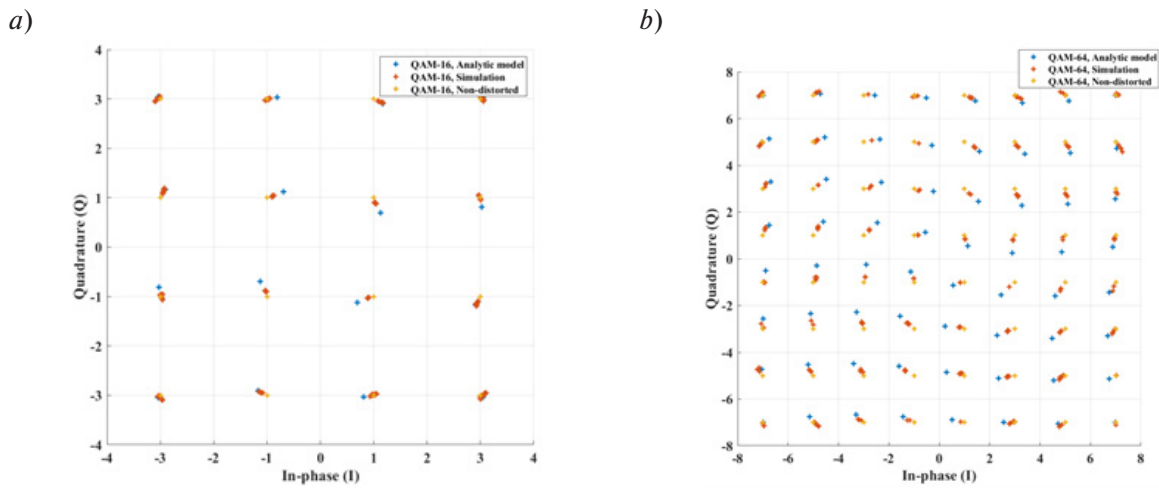 a)
4
3
2
1
0
-1
-2
-3
-4
Quadrature (Q)
-4 -3 -2 -1 0 1 2 3 4
In-phase (I)
QAM-16, Analytic model
QAM-16, Simulation
QAM-16, Non-distorted
b)
8
6
4
2
0
-2
-4
-6
-8
Quadrature (Q)
-8 -6 -4 -2 0 2 4 6 8
In-phase (I)
QAM-64, Analytic model
QAM-64, Simulation
QAM-64, Non-distorted